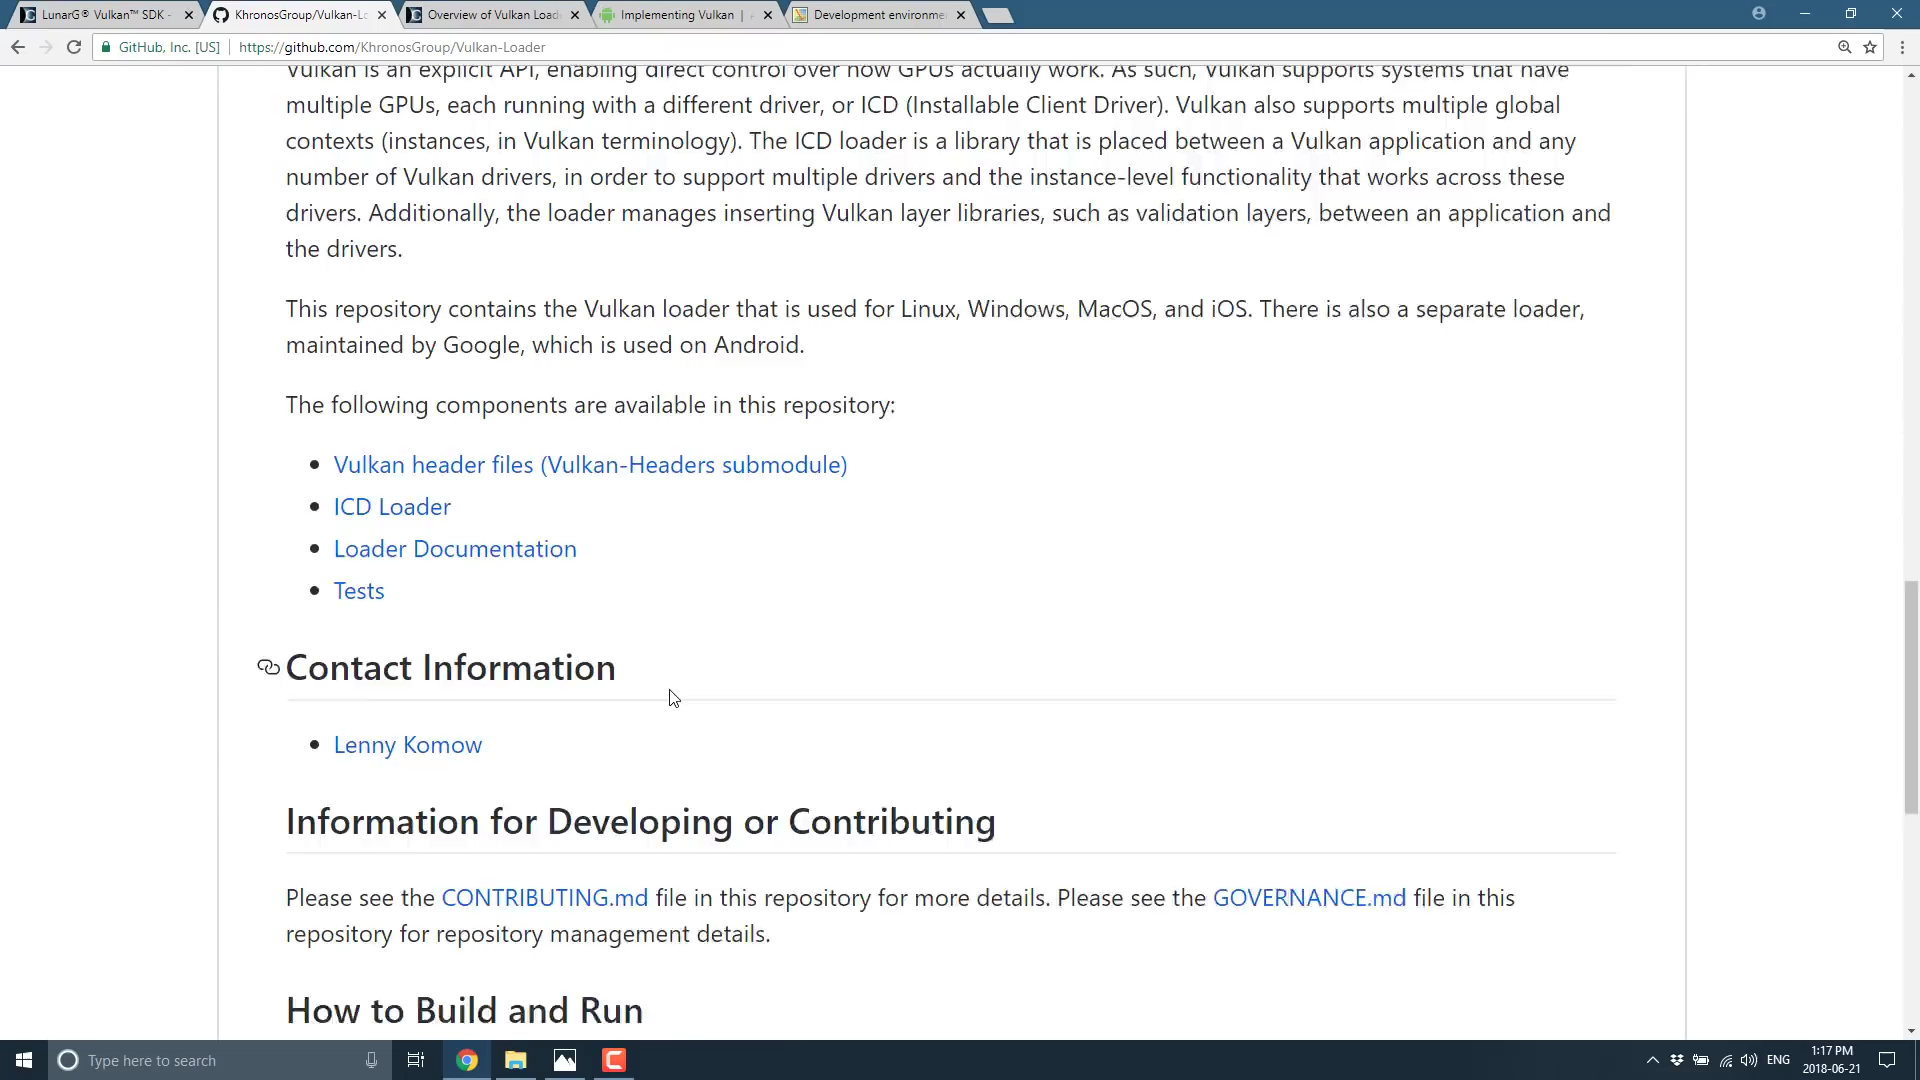 LunarG® Vulkan™ SDK -
KhronosGroup/Vulkan-Lo
Overview of Vulkan Load
Implementing Vulkan |
Development environme
GitHub, Inc. [US]
https://github.com/KhronosGroup/Vulkan-Loader
Vulkan is an explicit API, enabling direct control over how GPUs actually work. As such, Vulkan supports systems that have
multiple GPUs, each running with a different driver, or ICD (Installable Client Driver). Vulkan also supports multiple global
contexts (instances, in Vulkan terminology). The ICD loader is a library that is placed between a Vulkan application and any
number of Vulkan drivers, in order to support multiple drivers and the instance-level functionality that works across these
drivers. Additionally, the loader manages inserting Vulkan layer libraries, such as validation layers, between an application and
the drivers.
This repository contains the Vulkan loader that is used for Linux, Windows, MacOS, and iOS. There is also a separate loader,
maintained by Google, which is used on Android.
The following components are available in this repository:
Vulkan header files (Vulkan-Headers submodule)
ICD Loader
Loader Documentation
Tests
Contact Information
Lenny Komow
Information for Developing or Contributing
Please see the CONTRIBUTING.md file in this repository for more details. Please see the GOVERNANCE.md file in this
repository for repository management details.
How to Build and Run
Type here to search
ENG
1:17 PM
2018-06-21